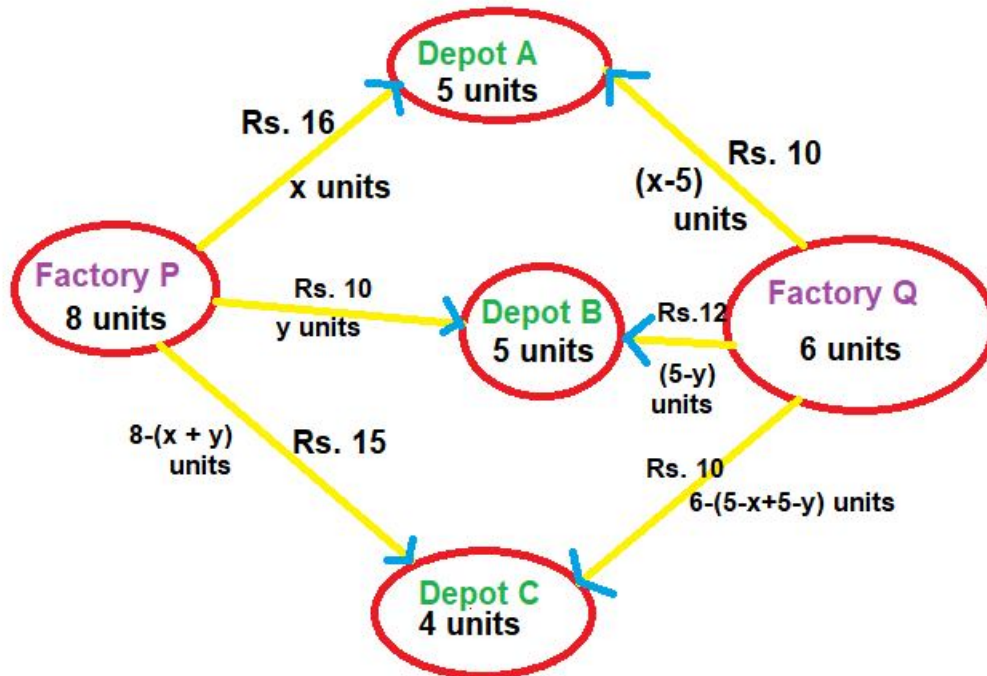 Depot A
5 units
Rs. 16
x units
Rs. 10
(x-5)
units
Factory P
8 units
Rs. 10
y units
Depot B
5 units
Rs.12
(5-y)
units
Factory Q
6 units
8-(x + y)
units
Rs. 15
Rs. 10
6-(5-x+5-y) units
Depot C
4 units